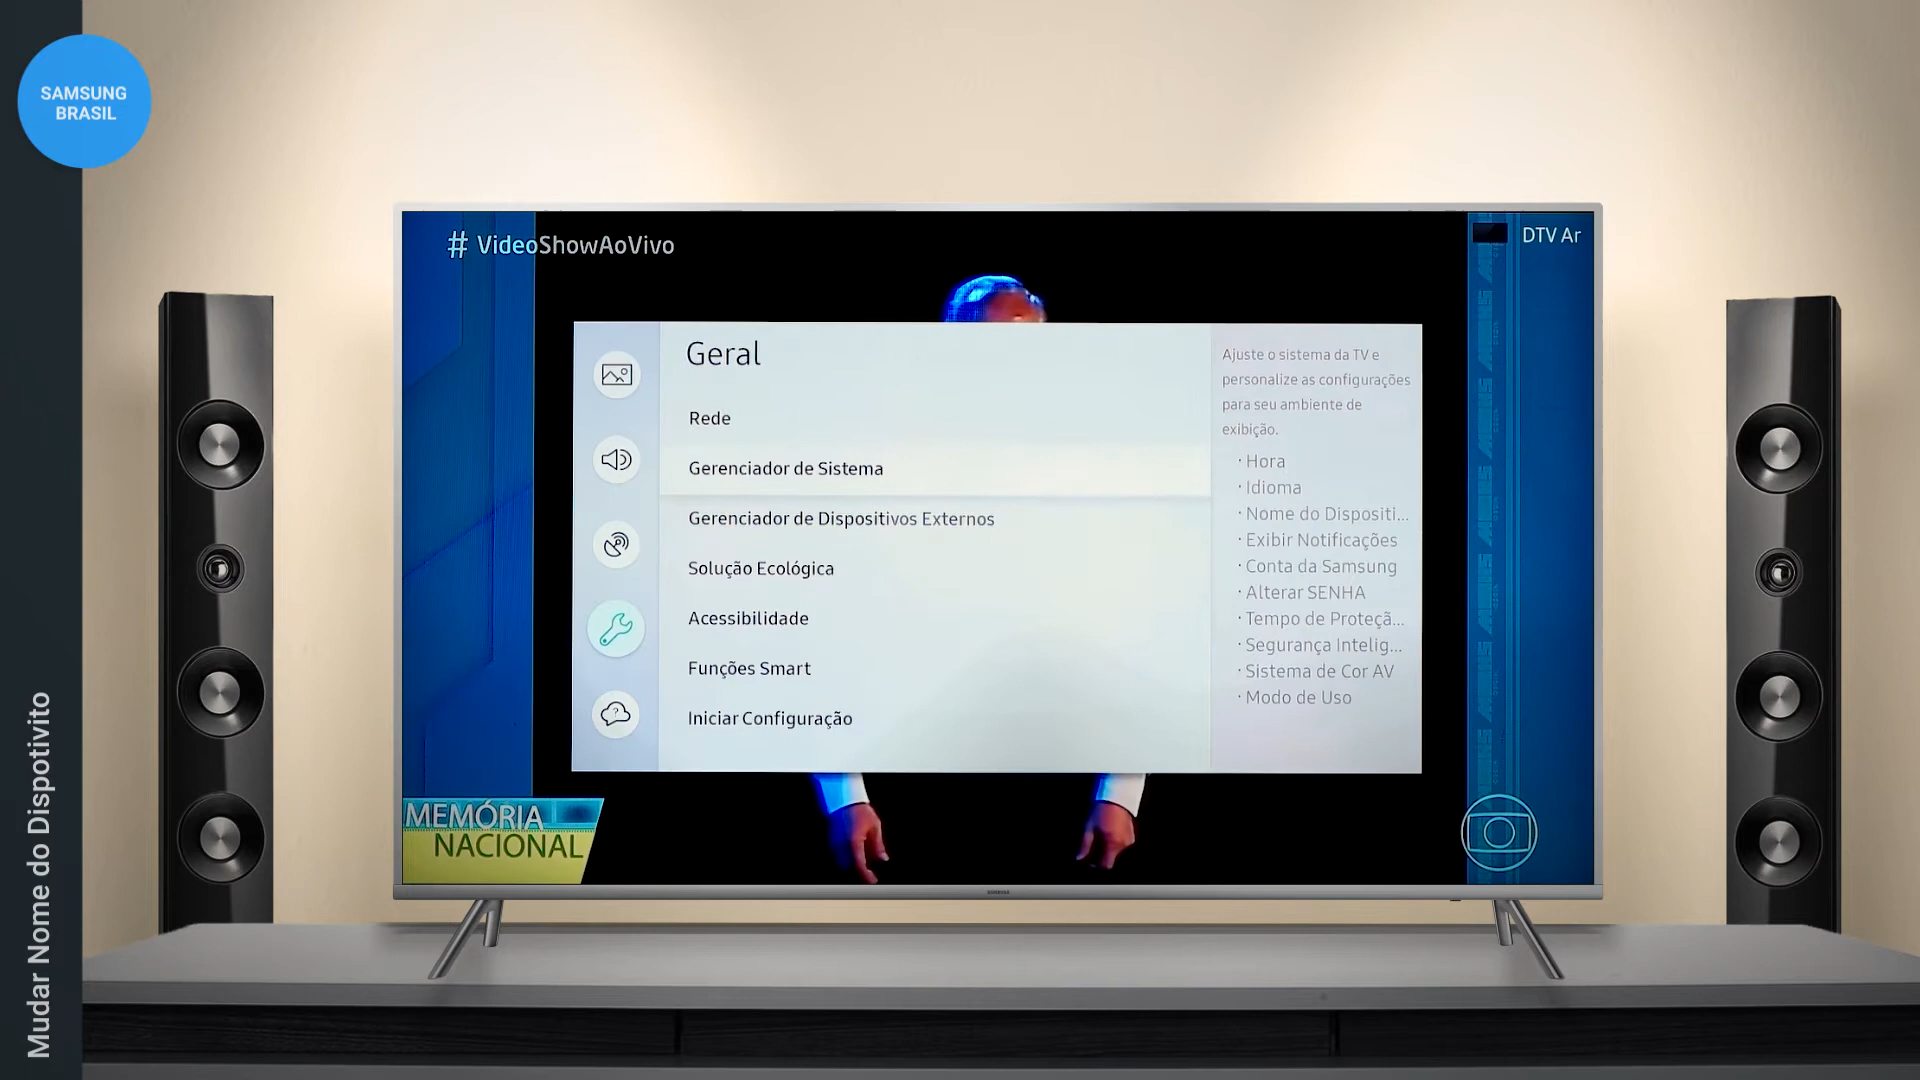 SAMSUNG
BRASIL
Mudar Nome do Dispotivito
# VideoShowAoVivo
DTV Ar
Geral
Rede
Gerenciador de Sistema
Gerenciador de Dispositivos Externos
Solução Ecológica
Acessibilidade
Funções Smart
Iniciar Configuração
Ajuste o sistema da TV e
personalize as configurações
para seu ambiente de
exibição.
· Hora
· Idioma
· Nome do Dispositi...
· Exibir Notificações
· Conta da Samsung
· Alterar SENHA
· Tempo de Proteçã...
· Segurança Intelig...
· Sistema de Cor AV
· Modo de Uso
MEMÓRIA
NACIONAL
SAMSUNG